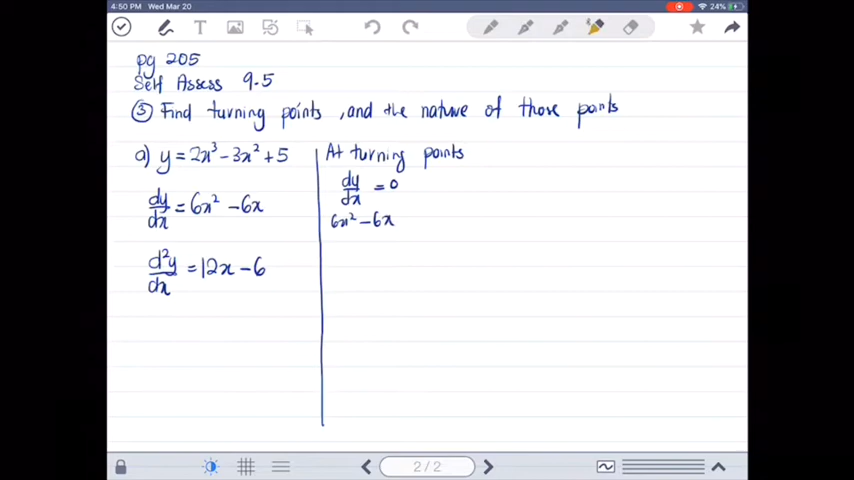 4:50 PM Wed Mar 20
24%
T
pg 205
Self Assess 9.5
③ Find turning points , and the nature of those points
a) y = 2x³ – 3x² + 5
dy/dx = 6x² – 6x
d²y/dx = 12x – 6
At turning points
dy/dx = 0
6x² – 6x
2 / 2